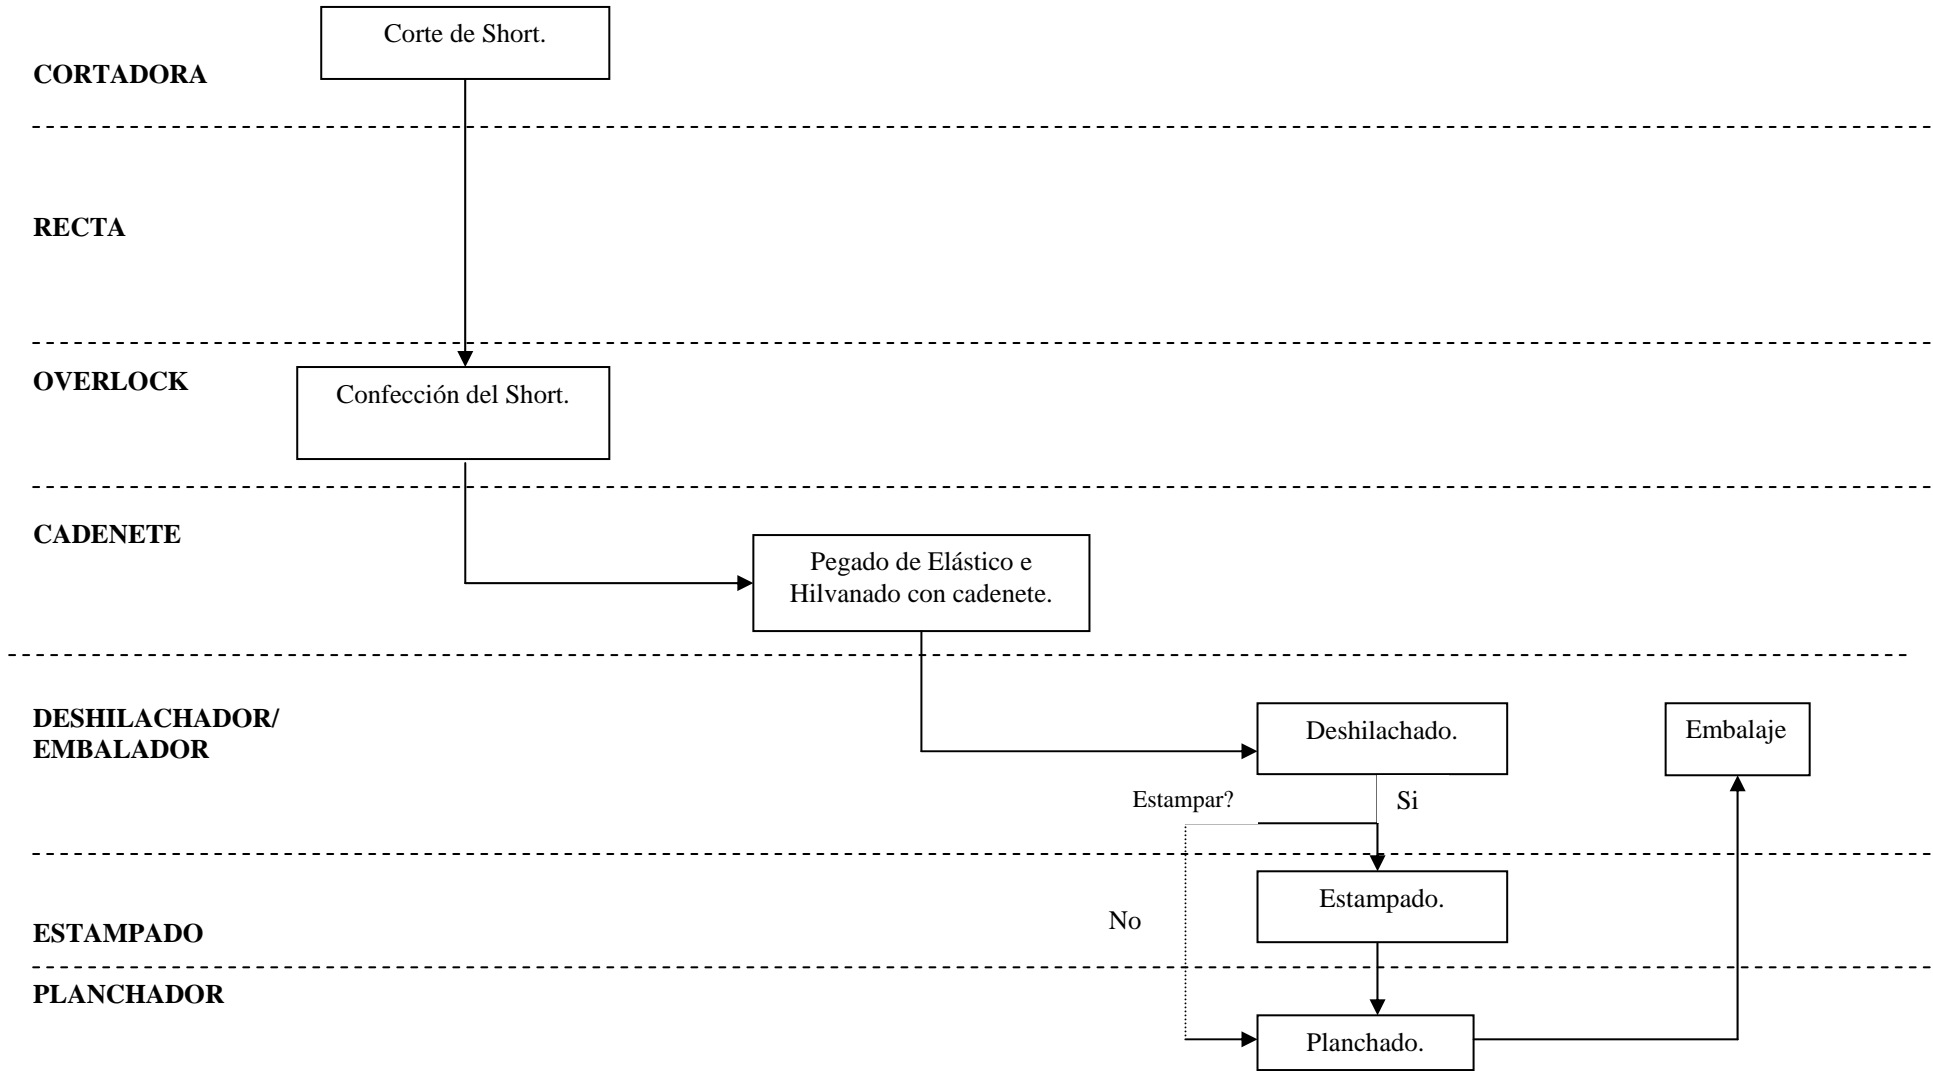 Corte de Short.
CORTADORA
RECTA
OVERLOCK
Confección del Short.
CADENETE
Pegado de Elástico e
Hilvanado con cadenete.
DESHILACHADOR/
EMBALADOR
Deshilachado.
Embalaje
Estampar?
Si
Estampado.
No
ESTAMPADO
PLANCHADOR
Planchado.